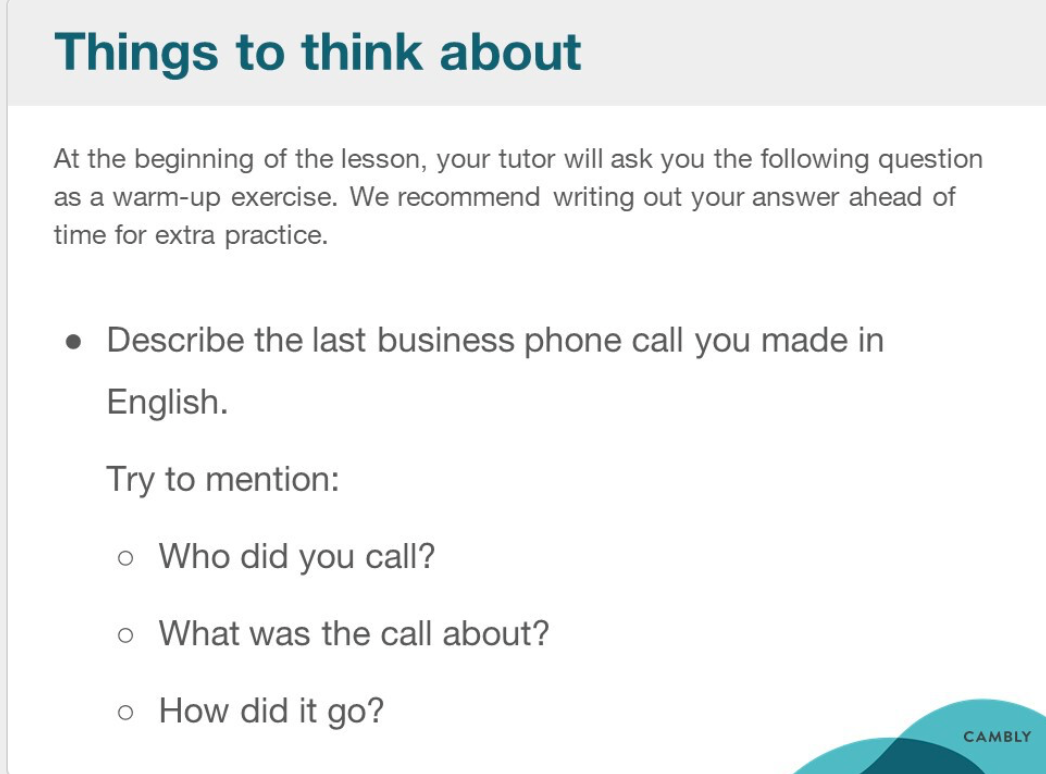 Things to think about
At the beginning of the lesson, your tutor will ask you the following question
as a warm-up exercise. We recommend writing out your answer ahead of
time for extra practice.
● Describe the last business phone call you made in
English.
Try to mention:
○ Who did you call?
○ What was the call about?
○ How did it go?
CAMBLY